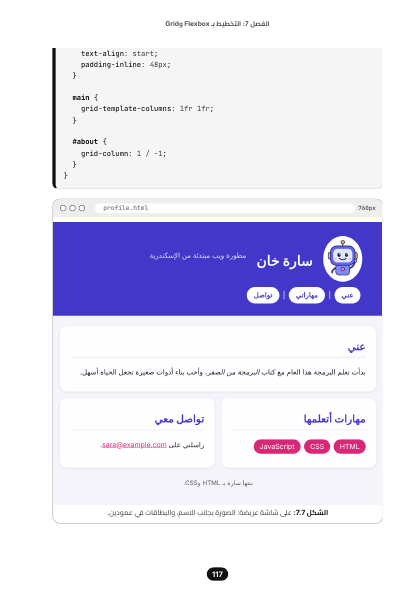 الفصل 7: التخطيط بـ Flexbox وGrid
text-align: start;
padding-inline: 48px;
}
main {
grid-template-columns: 1fr 1fr;
}
#about {
grid-column: 1 / -1;
}
}
profile.html
760px
سارة خان
مطورة ويب مبتدئة من الإسكندرية
عني | مهاراتي | تواصل
عني
بدأت تعلم البرمجة هذا العام مع كتاب البرمجة من الصفر، وأحب بناء أدوات صغيرة تجعل الحياة أسهل.
مهارات أتعلمها
HTML CSS JavaScript
تواصل معي
راسلني على sara@example.com.
بنتها سارة بـ HTML وCSS.
الشكل 7.7: على شاشة عريضة: الصورة بجانب الاسم، والبطاقات في عمودين.
117